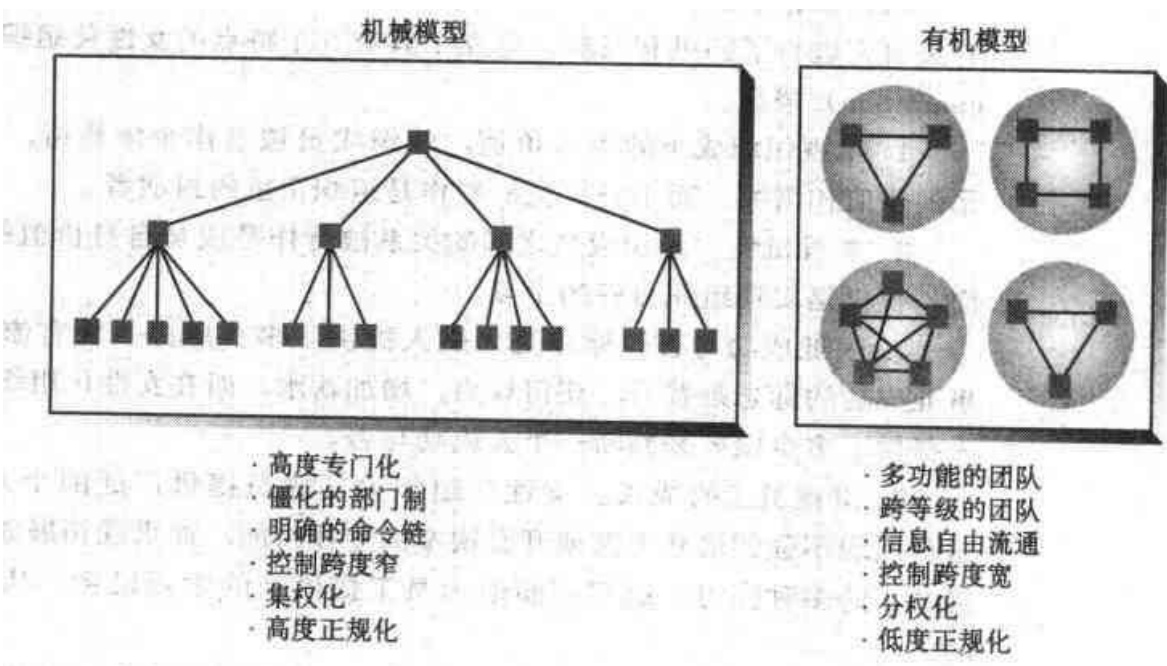 机械模型
· 高度专门化
· 僵化的部门制
· 明确的命令链
· 控制跨度窄
· 集权化
· 高度正规化
有机模型
· 多功能的团队
· 跨等级的团队
· 信息自由流通
· 控制跨度宽
· 分权化
· 低度正规化